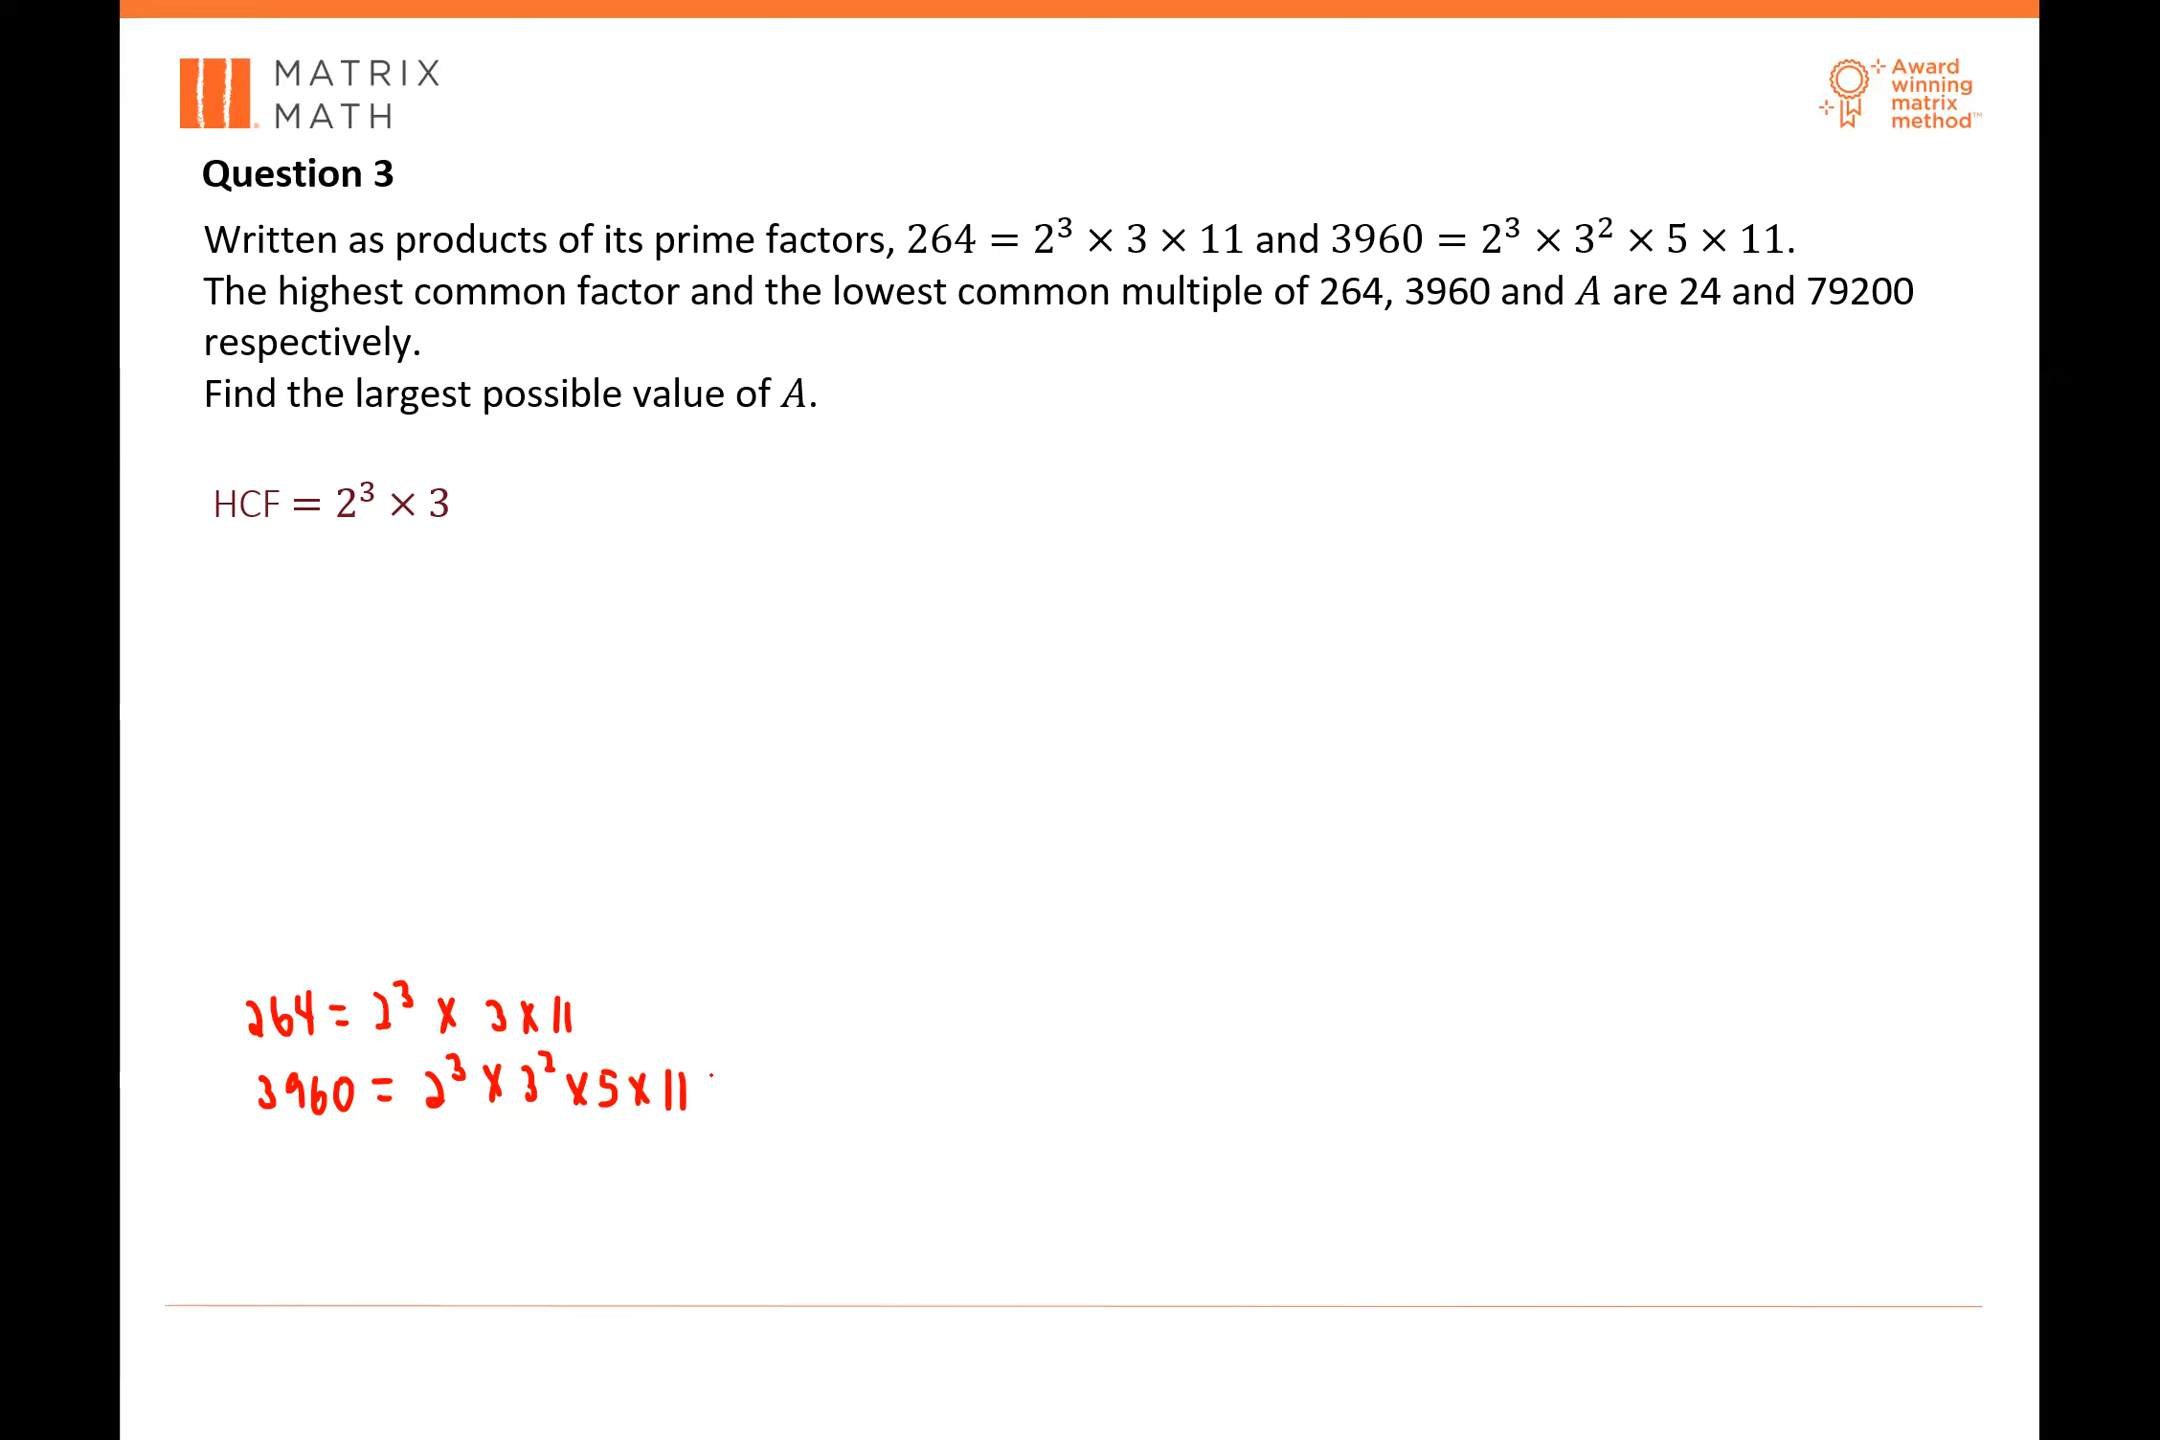 MATRIX
MATH
Award
winning
matrix
method™
Question 3
Written as products of its prime factors, 264 = 2³ × 3 × 11 and 3960 = 2³ × 3² × 5 × 11.
The highest common factor and the lowest common multiple of 264, 3960 and A are 24 and 79200
respectively.
Find the largest possible value of A.
HCF = 2³ × 3
264 = 2³ × 3 × 11
3960 = 2³ × 3² × 5 × 11